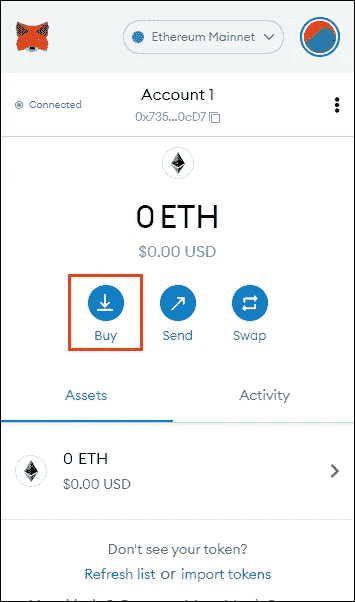 Ethereum Mainnet
Connected
Account 1
0x735...0cD7
0 ETH
$0.00 USD
Buy Send Swap
Assets Activity
0 ETH
$0.00 USD
Don't see your token?
Refresh list or import tokens